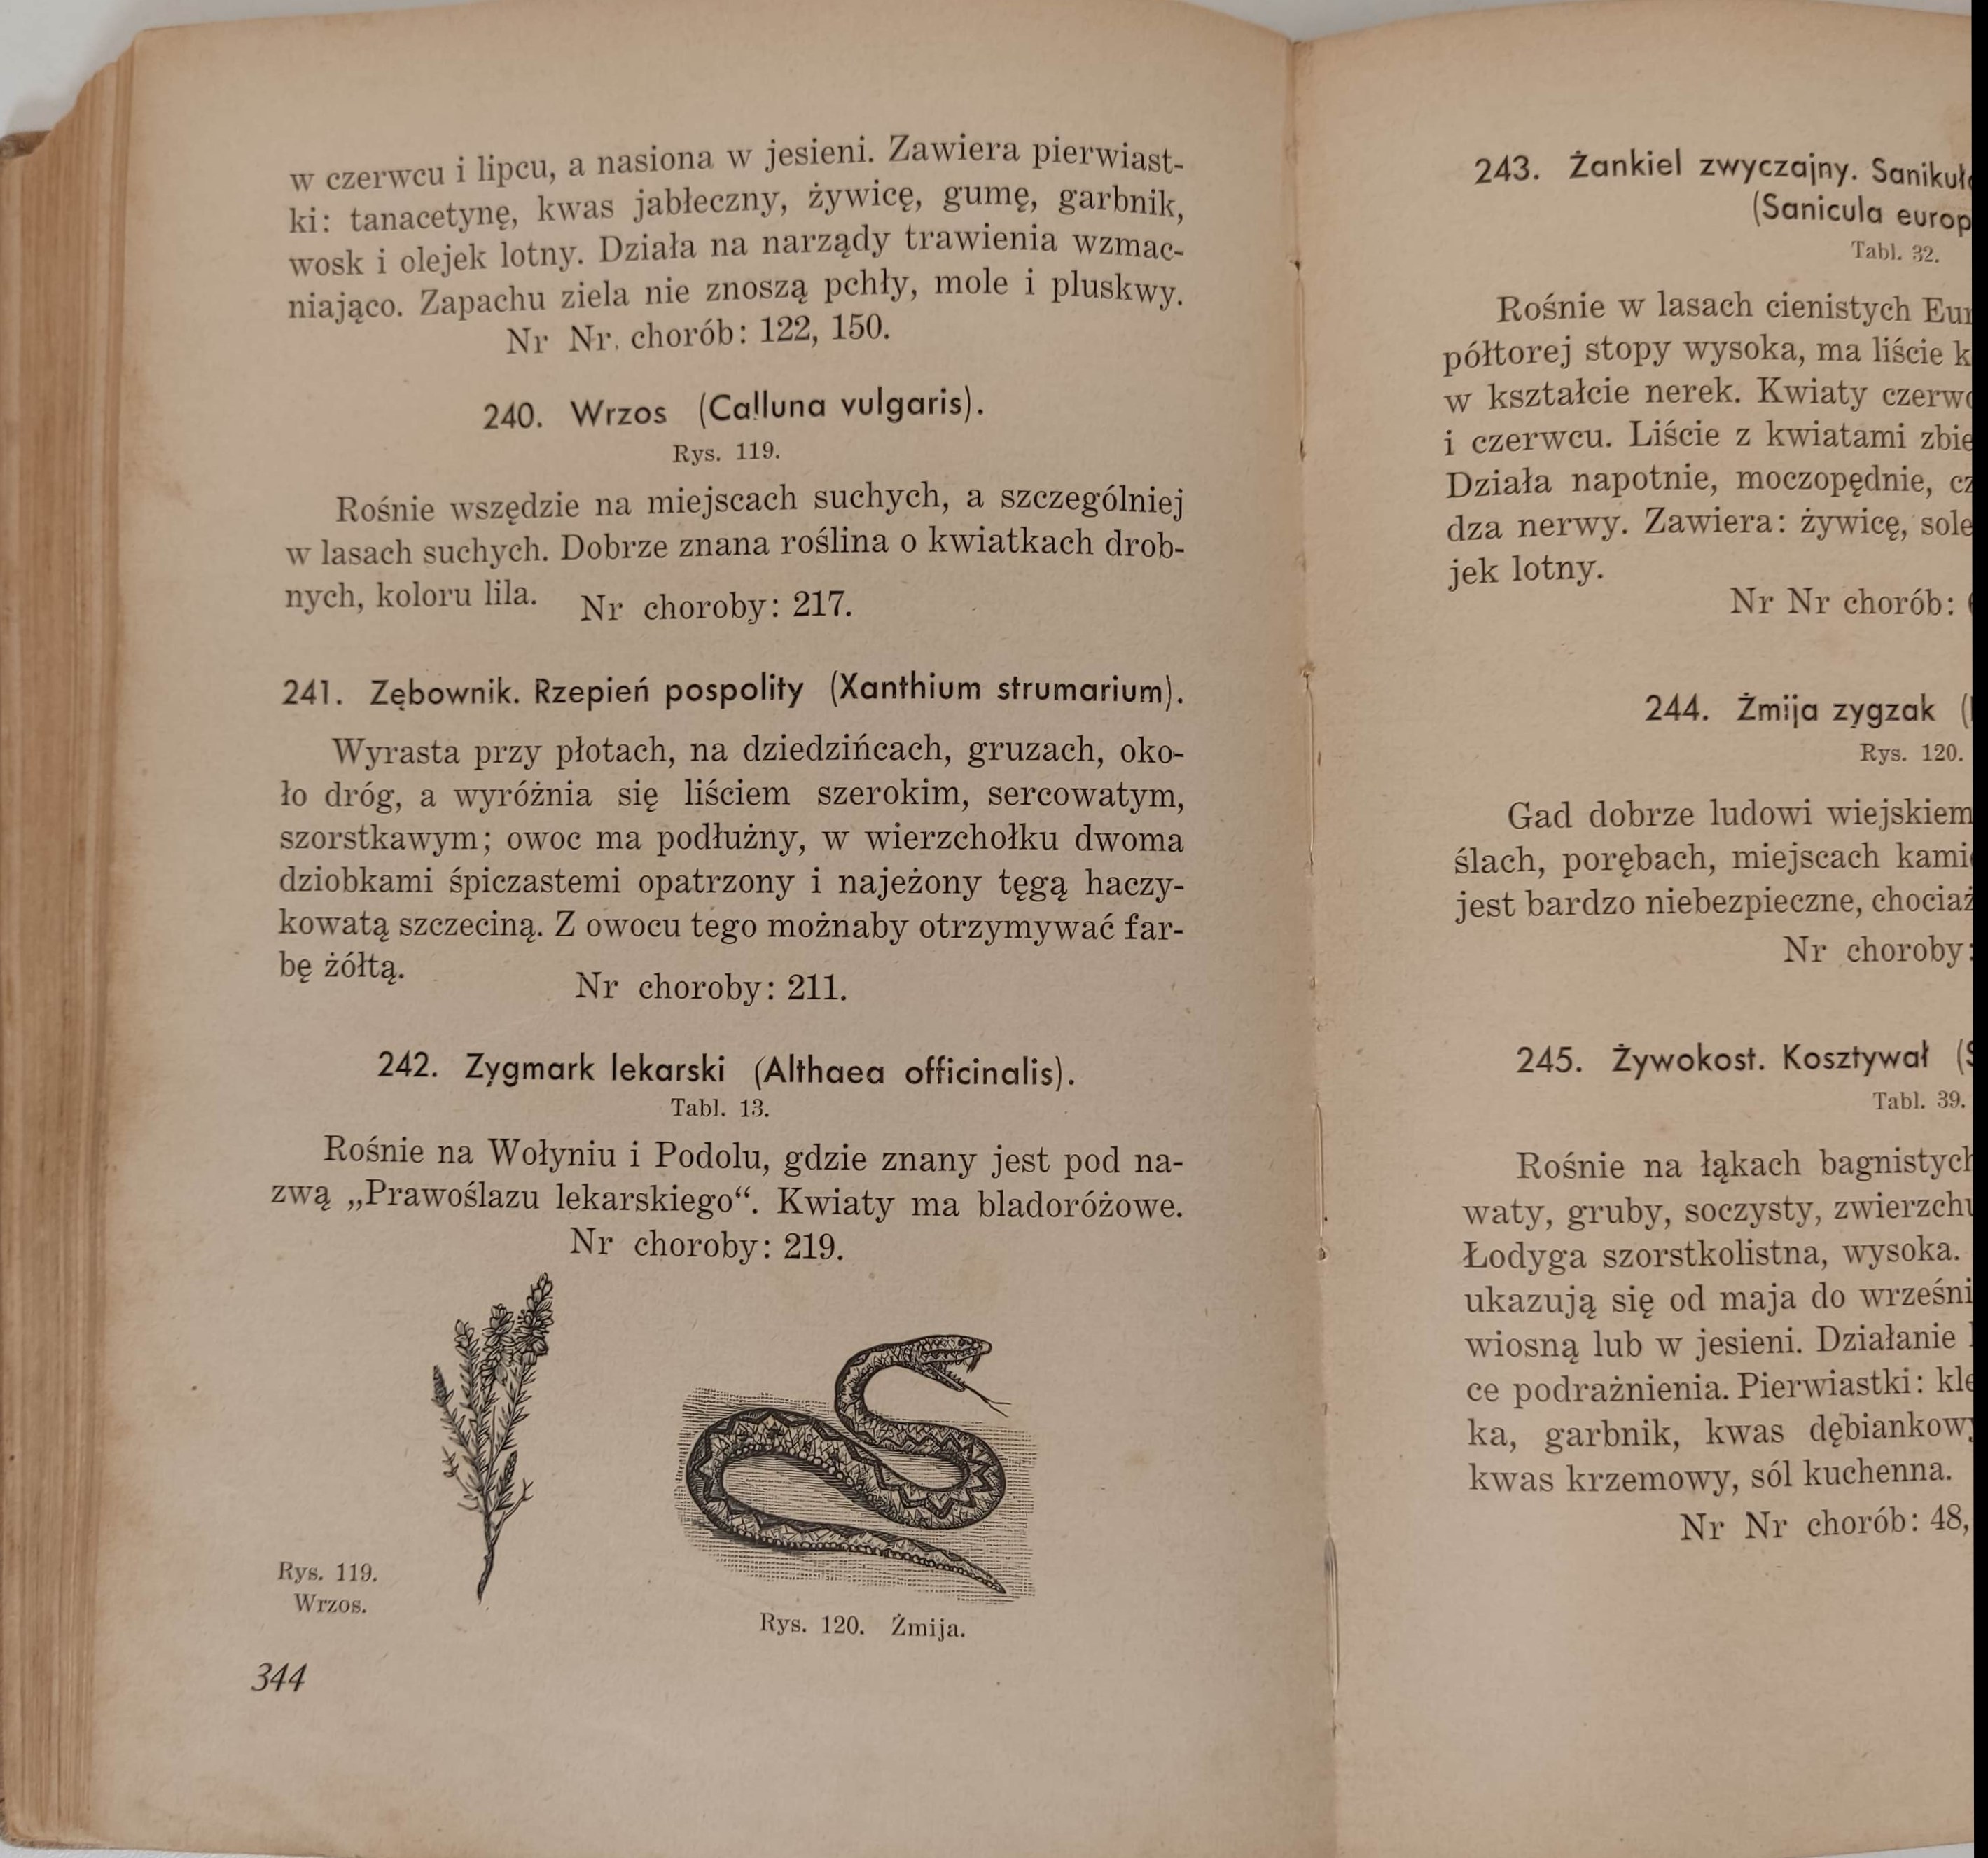 w czerwcu i lipcu, a nasiona w jesieni. Zawiera pierwiast-
ki: tanacetynę, kwas jabłeczny, żywicę, gumę, garbnik,
wosk i olejek lotny. Działa na narządy trawienia wzmac-
niająco. Zapachu ziela nie znoszą pchły, mole i pluskwy.
Nr Nr. chorób: 122, 150.
240. Wrzos (Calluna vulgaris).
Rys. 119.
Rośnie wszędzie na miejscach suchych, a szczególniej
w lasach suchych. Dobrze znana roślina o kwiatkach drob-
nych, koloru lila.
Nr choroby: 217.
241. Zębownik. Rzepień pospolity (Xanthium strumarium).
Wyrasta przy płotach, na dziedzińcach, gruzach, oko-
ło dróg, a wyróżnia się liściem szerokim, sercowatym,
szorstkawym; owoc ma podłużny, w wierzchołku dwoma
dziobkami śpiczastemi opatrzony i najeżony tęgą haczy-
kowatą szczeciną. Z owocu tego możnaby otrzymywać far-
bę żółtą.
Nr choroby: 211.
242. Zygmark lekarski (Althaea officinalis).
Tabl. 13.
Rośnie na Wołyniu i Podolu, gdzie znany jest pod na-
zwą „Prawoślazu lekarskiego“. Kwiaty ma bladoróżowe.
Nr choroby: 219.
Rys. 119.
Wrzos.
Rys. 120. Żmija.
344
243. Żankiel zwyczajny.
(Sanicula
Tabl. 32.
Rośnie w lasach cienistych
półtorej stopy wysoka, ma liście
w kształcie nerek. Kwiaty
i czerwcu. Liście z kwiatami
Działa napotnie, moczopędnie,
dza nerwy. Zawiera: żywicę,
jek lotny.
Nr Nr chorób:
244. Żmija zygzak (
Rys. 120.
Gad dobrze ludowi wiejskiem
ślach, porębach, miejscach
jest bardzo niebezpieczne, chociaż
Nr choroby:
245. Żywokost. Kosztywał (
Tabl. 39.
Rośnie na łąkach
waty, gruby, soczysty,
Łodyga szorstkolistna, wysoka.
ukazują się od maja do
wiosną lub w jesieni. Działanie
ce podrażnienia. Pierwiastki:
ka, garbnik, kwas
kwas krzemowy, sól kuchenna.
Nr Nr chorób: 48,